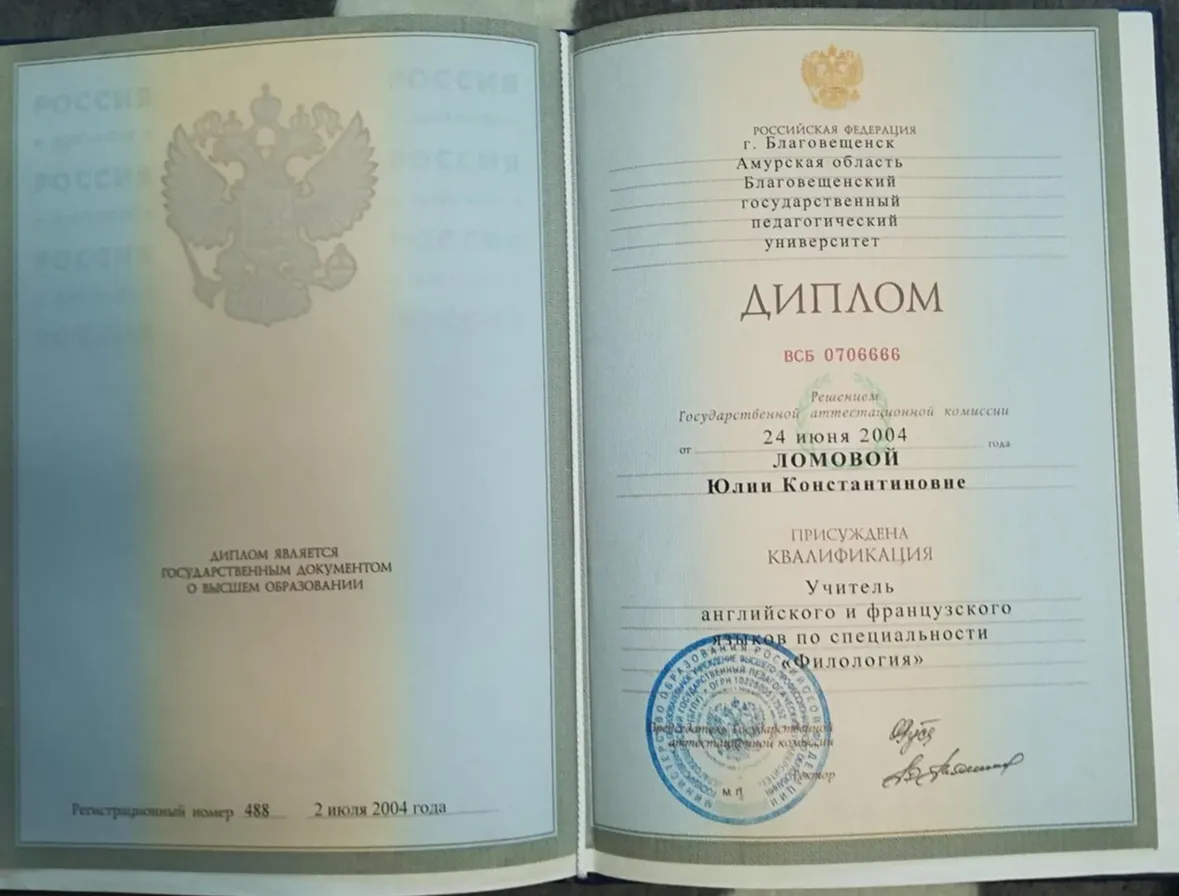 ДИПЛОМ ЯВЛЯЕТСЯ
ГОСУДАРСТВЕННЫМ ДОКУМЕНТОМ
О ВЫСШЕМ ОБРАЗОВАНИИ
Регистрационный номер 488 2 июля 2004 года
РОССИЙСКАЯ ФЕДЕРАЦИЯ
г. Благовещенск
Амурская область
Благовещенский
государственный
педагогический
университет
ДИПЛОМ
ВСБ 0706666
Решением
Государственной аттестационной комиссии
от 24 июня 2004 года
ЛОМОВОЙ
Юлии Константиновне
ПРИСУЖДЕНА
КВАЛИФИКАЦИЯ
Учитель
английского и французского
языков по специальности
«Филология»
Председатель Государственной
аттестационной комиссии
Ректор
М.П.